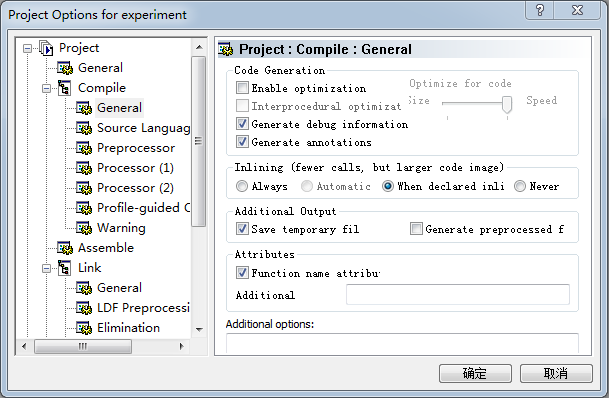 Project Options for experiment
Project
General
Compile
General
Source Languag
Preprocessor
Processor (1)
Processor (2)
Profile-guided C
Warning
Assemble
Link
General
LDF Preprocessi
Elimination
Project : Compile : General
Code Generation
Enable optimization
Optimize for code
Interprocedural optimizat
Size
Speed
Generate debug information
Generate annotations
Inlining (fewer calls, but larger code image)
Always
Automatic
When declared inli
Never
Additional Output
Save temporary fil
Generate preprocessed f
Attributes
Function name attribu
Additional
Additional options:
确定
取消